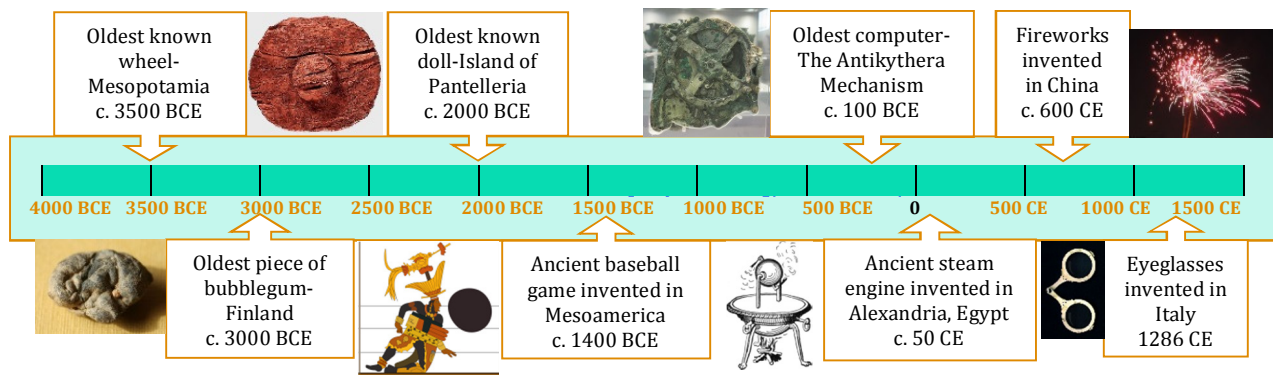 Oldest known
wheel-
Mesopotamia
c. 3500 BCE
Oldest known
doll-Island of
Pantelleria
c. 2000 BCE
Oldest computer-
The Antikythera
Mechanism
c. 100 BCE
Fireworks
invented
in China
c. 600 CE
4000 BCE 3500 BCE 3000 BCE 2500 BCE 2000 BCE 1500 BCE 1000 BCE 500 BCE 0 500 CE 1000 CE 1500 CE
Oldest piece of
bubblegum-
Finland
c. 3000 BCE
Ancient baseball
game invented in
Mesoamerica
c. 1400 BCE
Ancient steam
engine invented in
Alexandria, Egypt
c. 50 CE
Eyeglasses
invented in
Italy
1286 CE